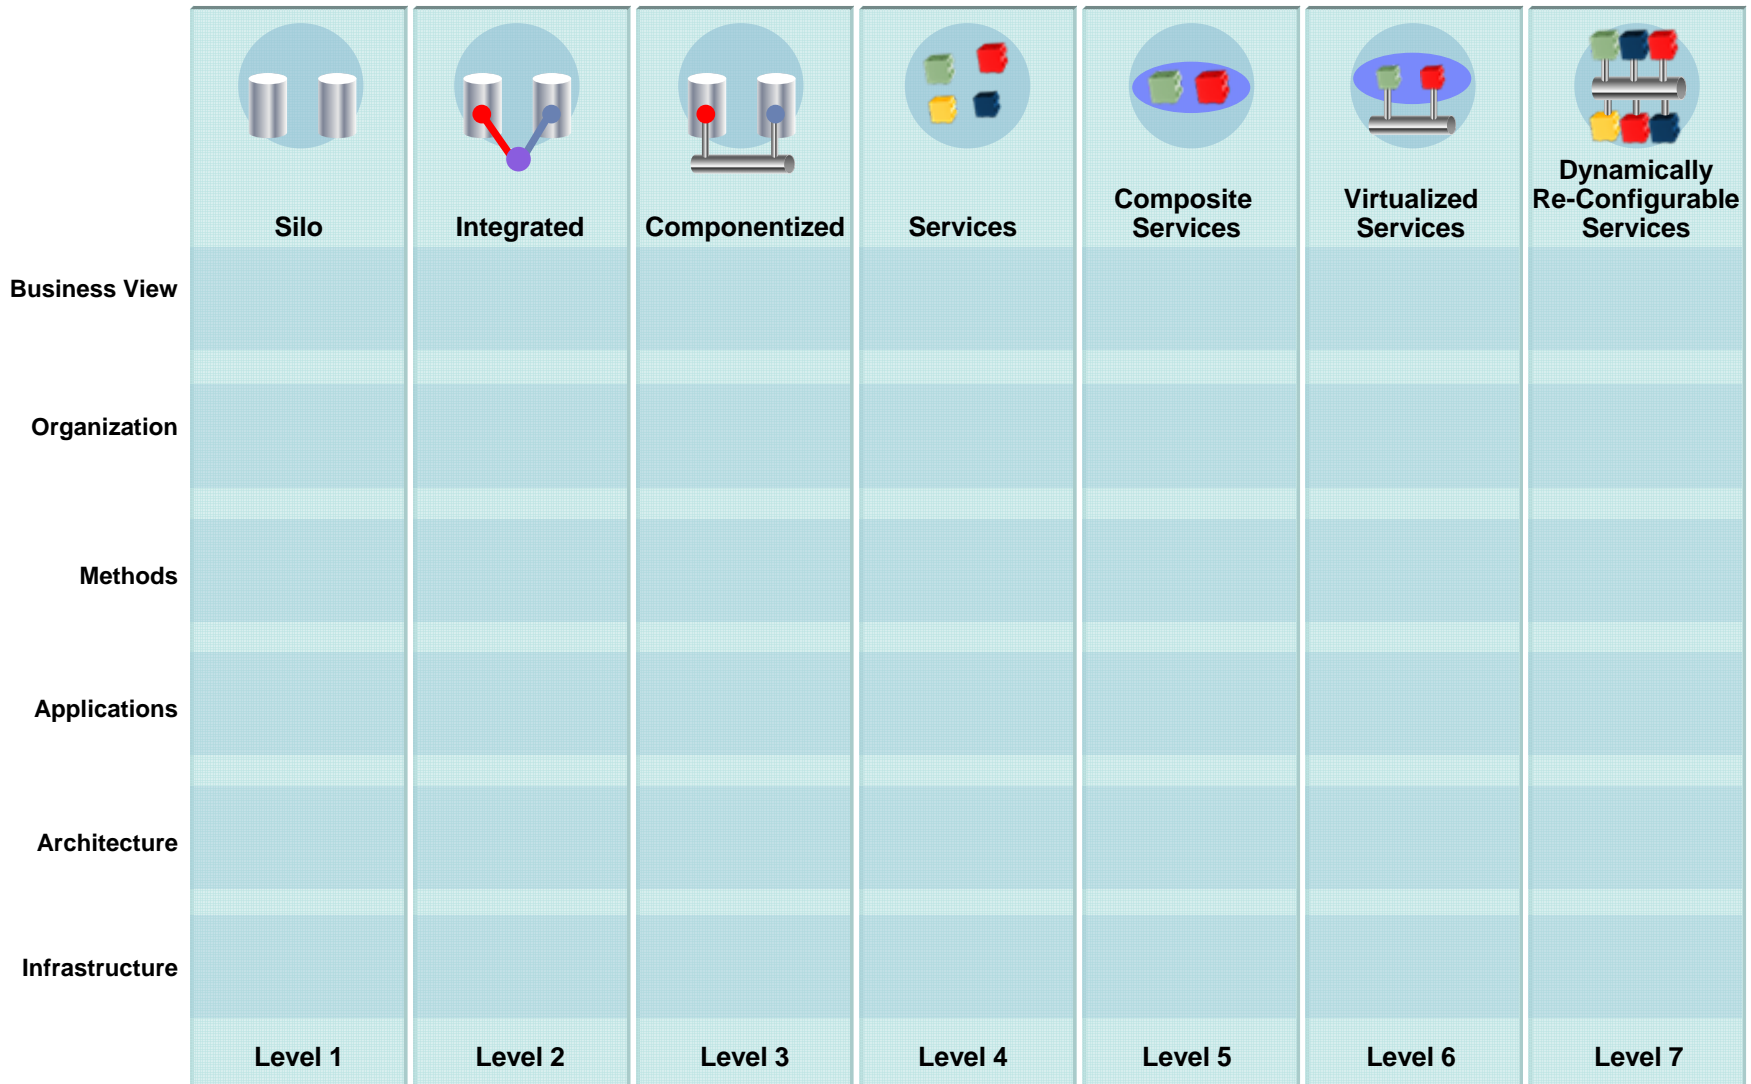 Silo
Integrated
Componentized
Services
Composite
Services
Virtualized
Services
Dynamically
Re-Configurable
Services
Business View
Organization
Methods
Applications
Architecture
Infrastructure
Level 1
Level 2
Level 3
Level 4
Level 5
Level 6
Level 7